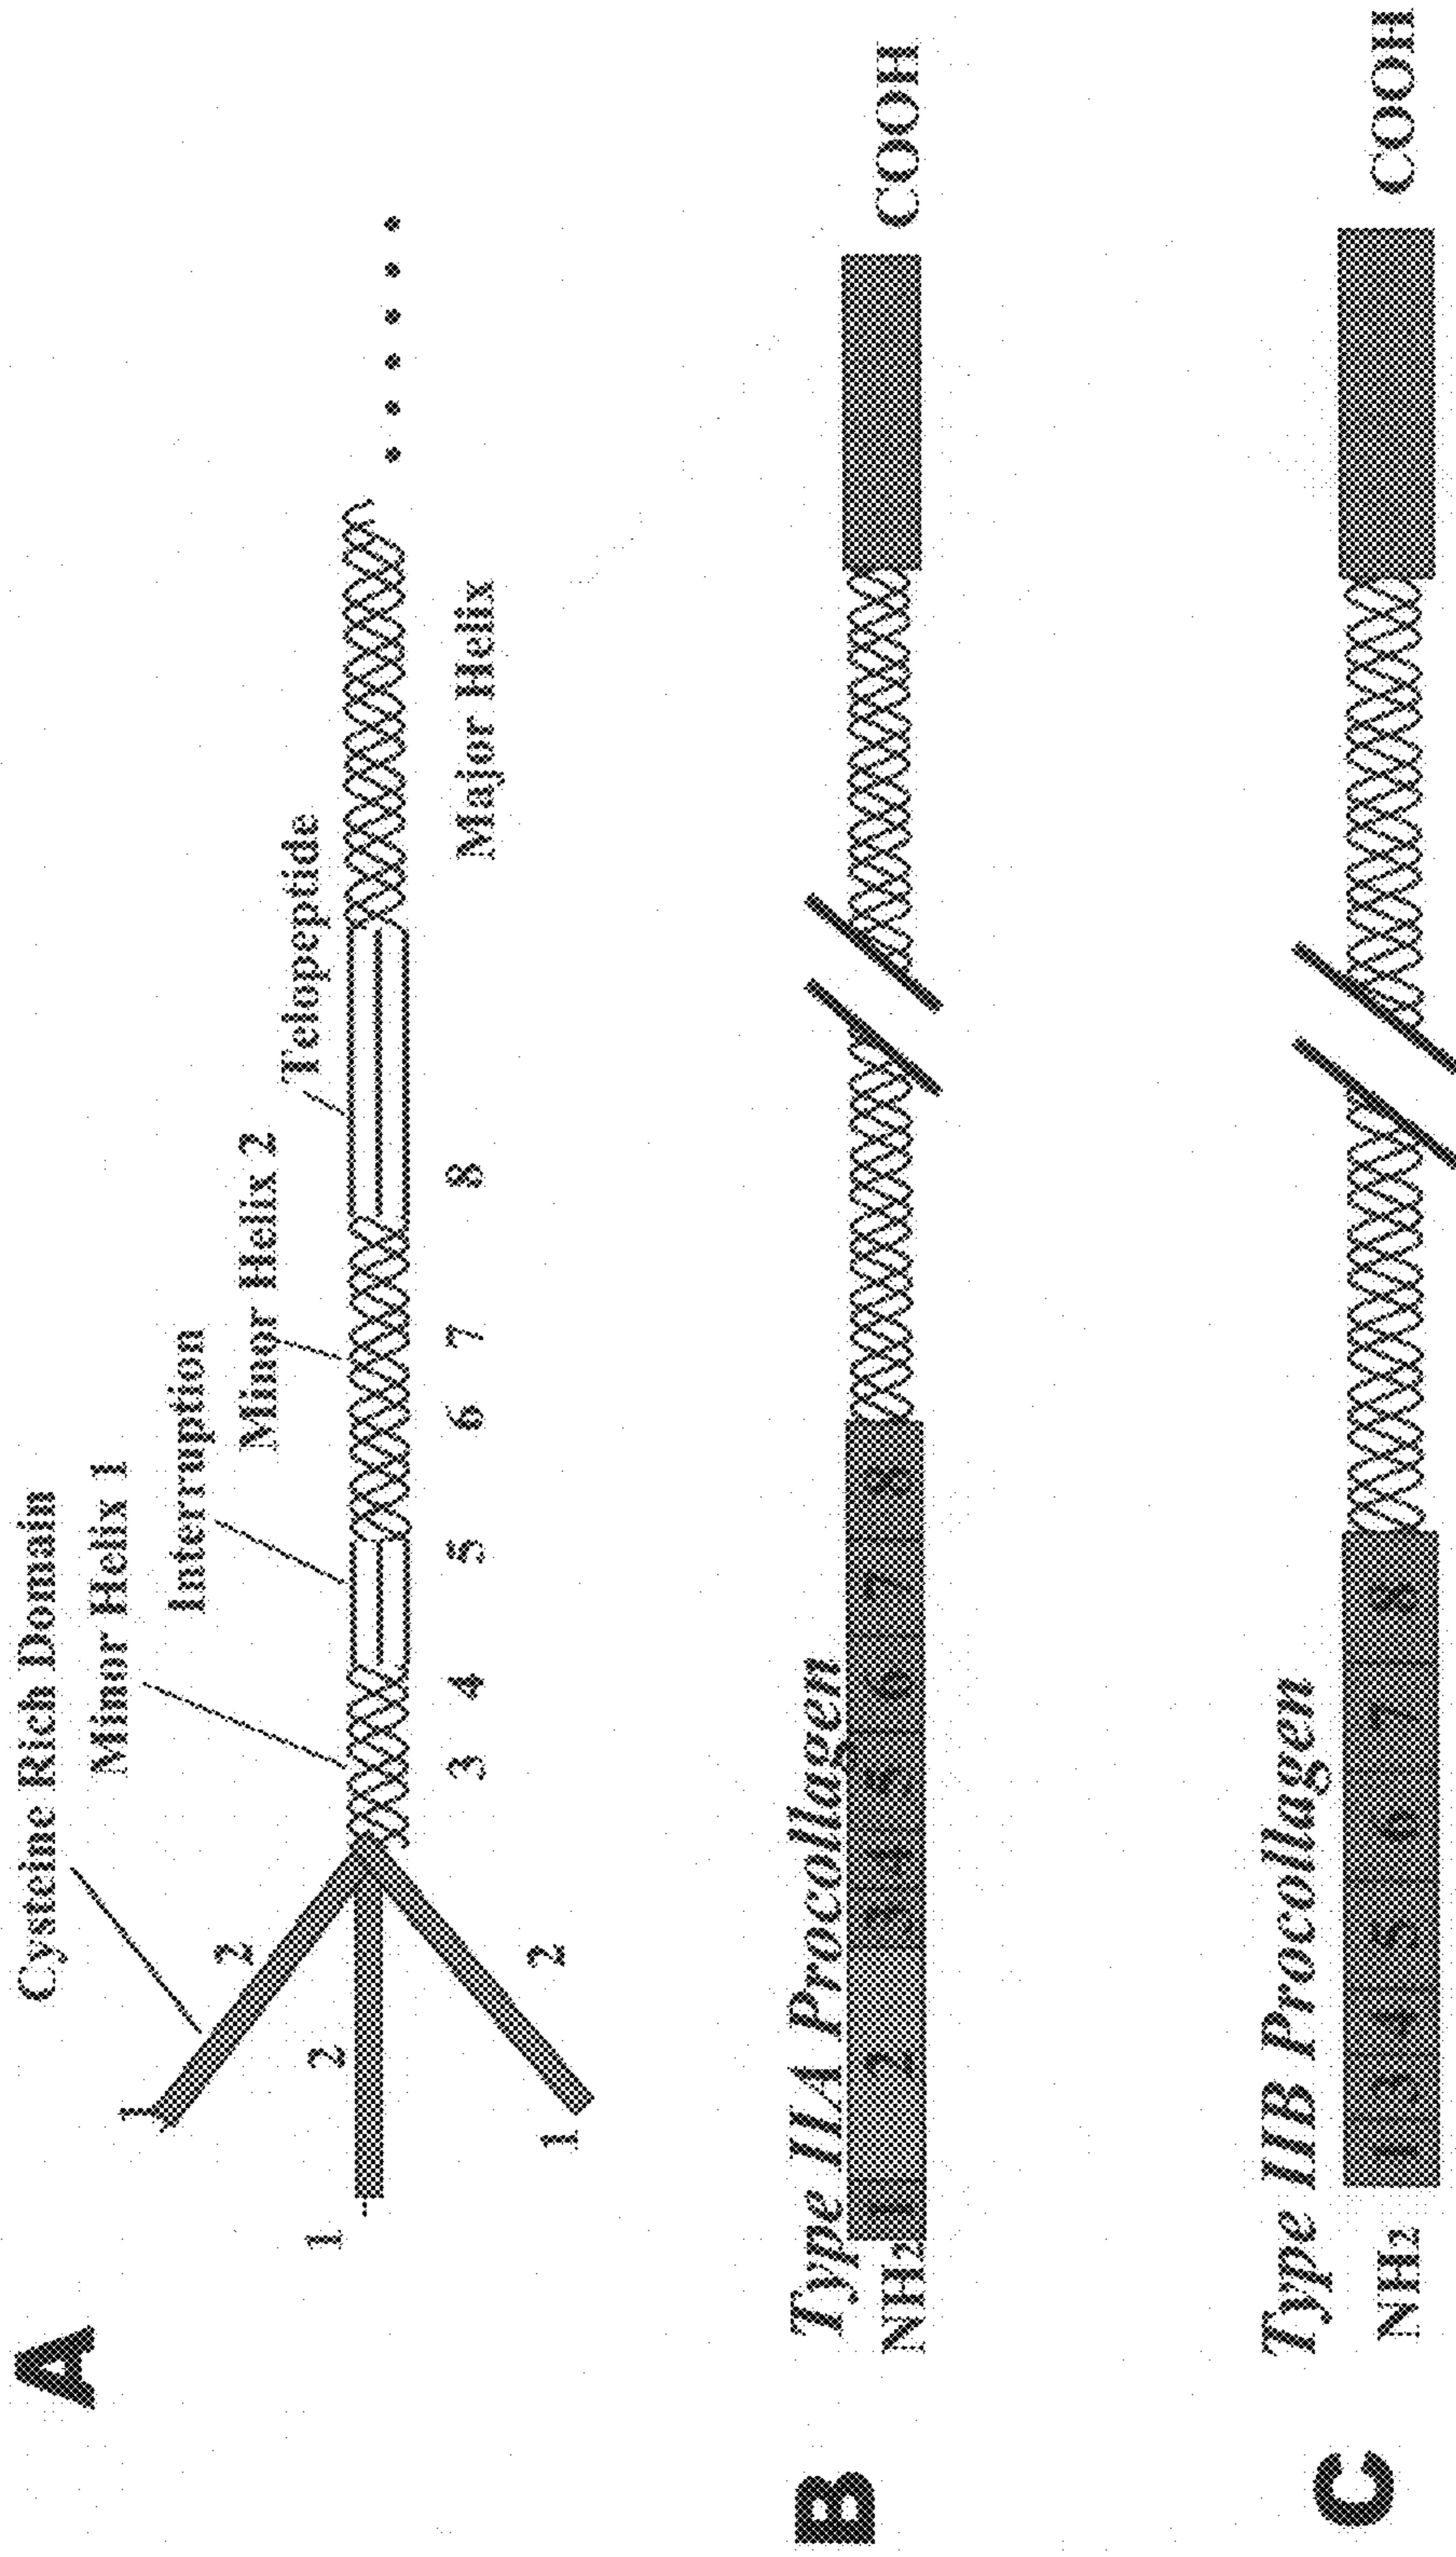 A
Cysteine Rich Domain
Minor Helix 1
Interruption
Minor Helix 2
Telopeptide
1 2
1 2
1 2
3 4 5 6 7 8
Major Helix
B
Type IIA Procollagen
NH2 1 2 3 4 5 6 7 8 COOH
C
Type IIB Procollagen
NH2 1 3 4 5 6 7 8 COOH